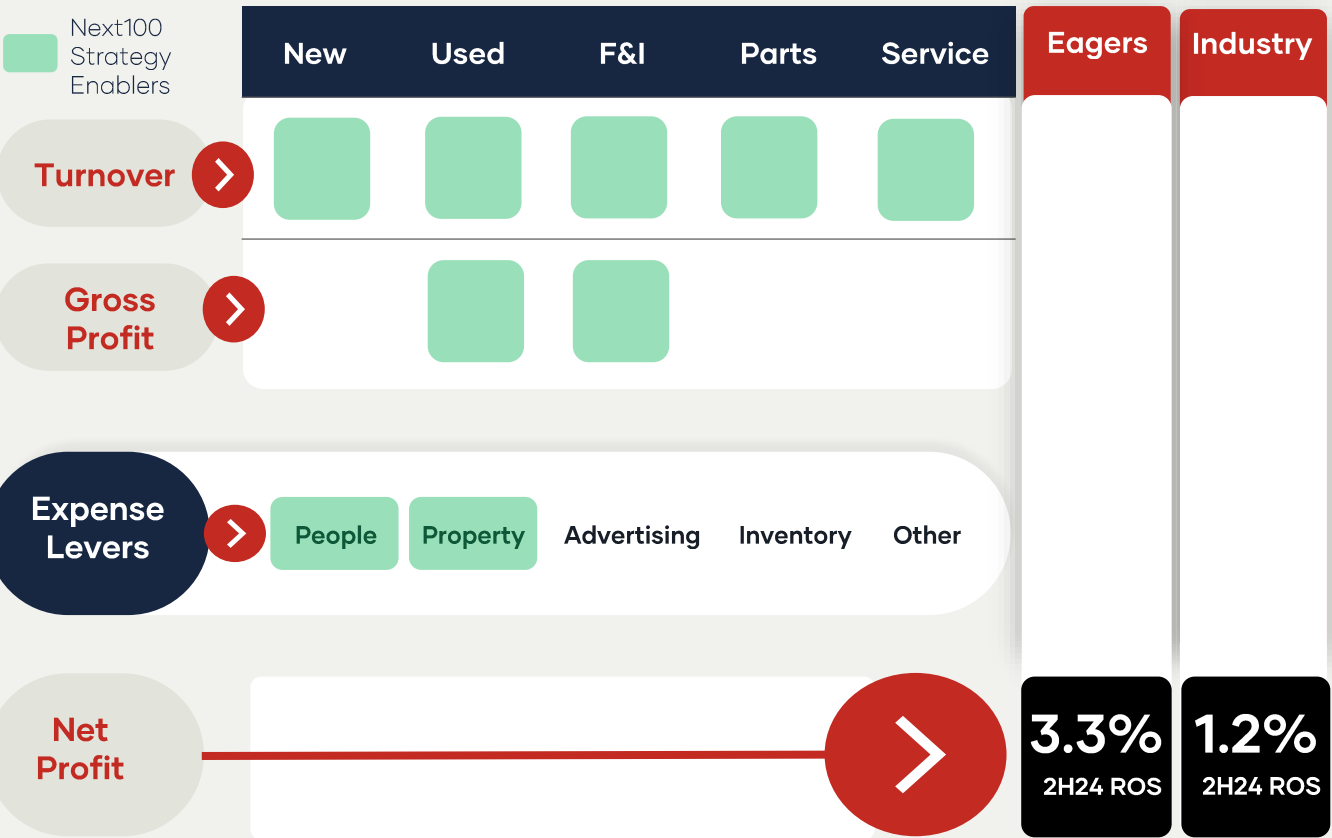 Next100
Strategy
Enablers
New Used F&I Parts Service
Eagers Industry
Turnover
Gross
Profit
Expense
Levers
People Property Advertising Inventory Other
Net
Profit
3.3% 1.2%
2H24 ROS 2H24 ROS